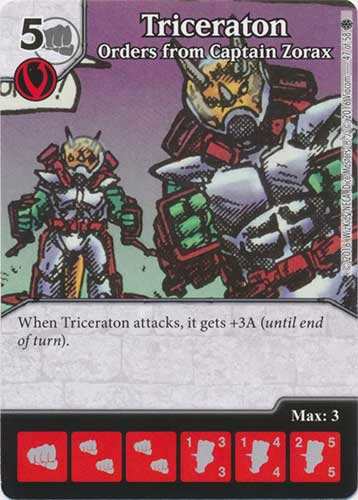 5
Triceraton
Orders from Captain Zorax
When Triceraton attacks, it gets +3A (until end
of turn).
Max: 3
1 3 3
1 4 4
2 5 5